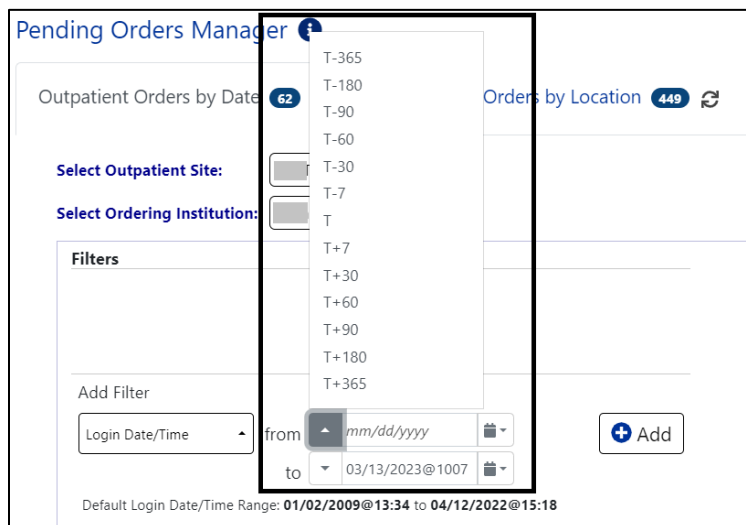 Pending Orders Manager
Outpatient Orders by Date 62
Orders by Location 449
Select Outpatient Site:
Select Ordering Institution:
T-365
T-180
T-90
T-60
T-30
T-7
T
T+7
T+30
T+60
T+90
T+180
T+365
Filters
Add Filter
Login Date/Time from mm/dd/yyyy Add
to 03/13/2023@1007
Default Login Date/Time Range: 01/02/2009@13:34 to 04/12/2022@15:18